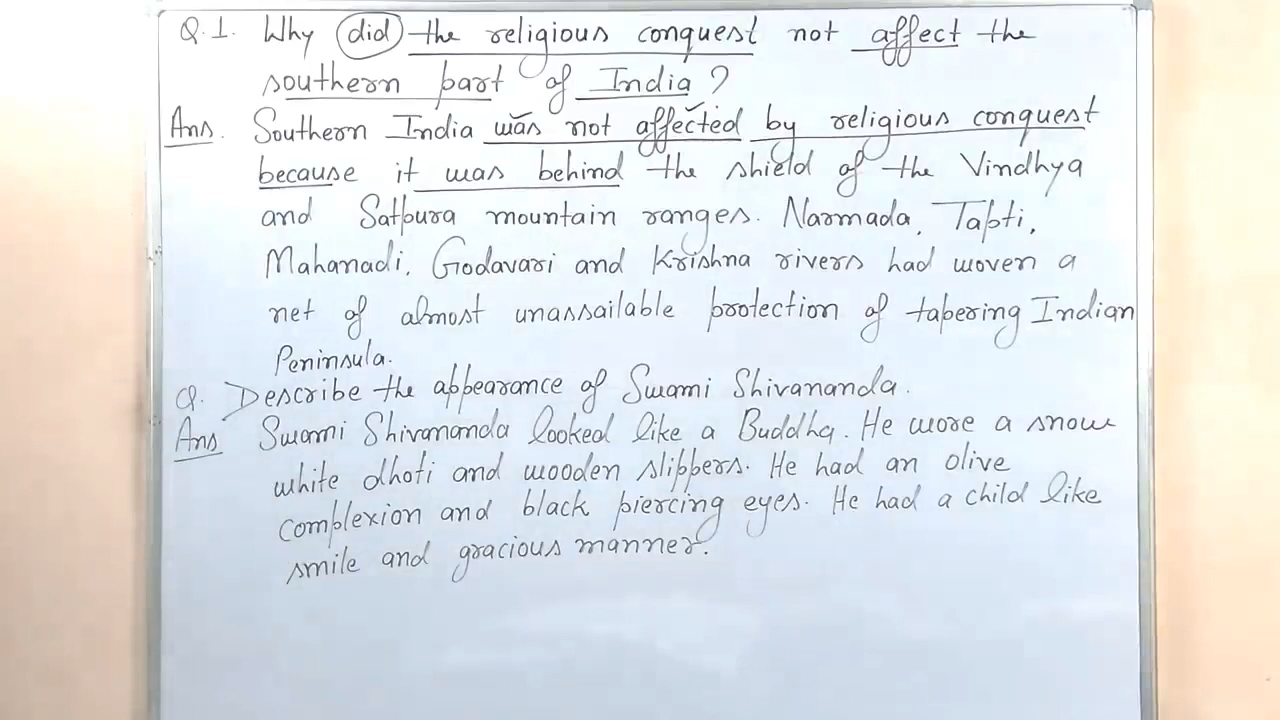 Q.1. Why did the religious conquest not affect the
southern part of India ?
Ans. Southern India was not affected by religious conquest
because it was behind the shield of the Vindhya
and Satpura mountain ranges. Narmada, Tapti,
Mahanadi, Godavari and Krishna rivers had woven a
net of almost unassailable protection of tapering Indian
Peninsula.
Q. Describe the appearance of Swami Shivananda.
Ans Swami Shivananda looked like a Buddha. He wore a snow
white dhoti and wooden slippers. He had an olive
complexion and black piercing eyes. He had a child like
smile and gracious manner.